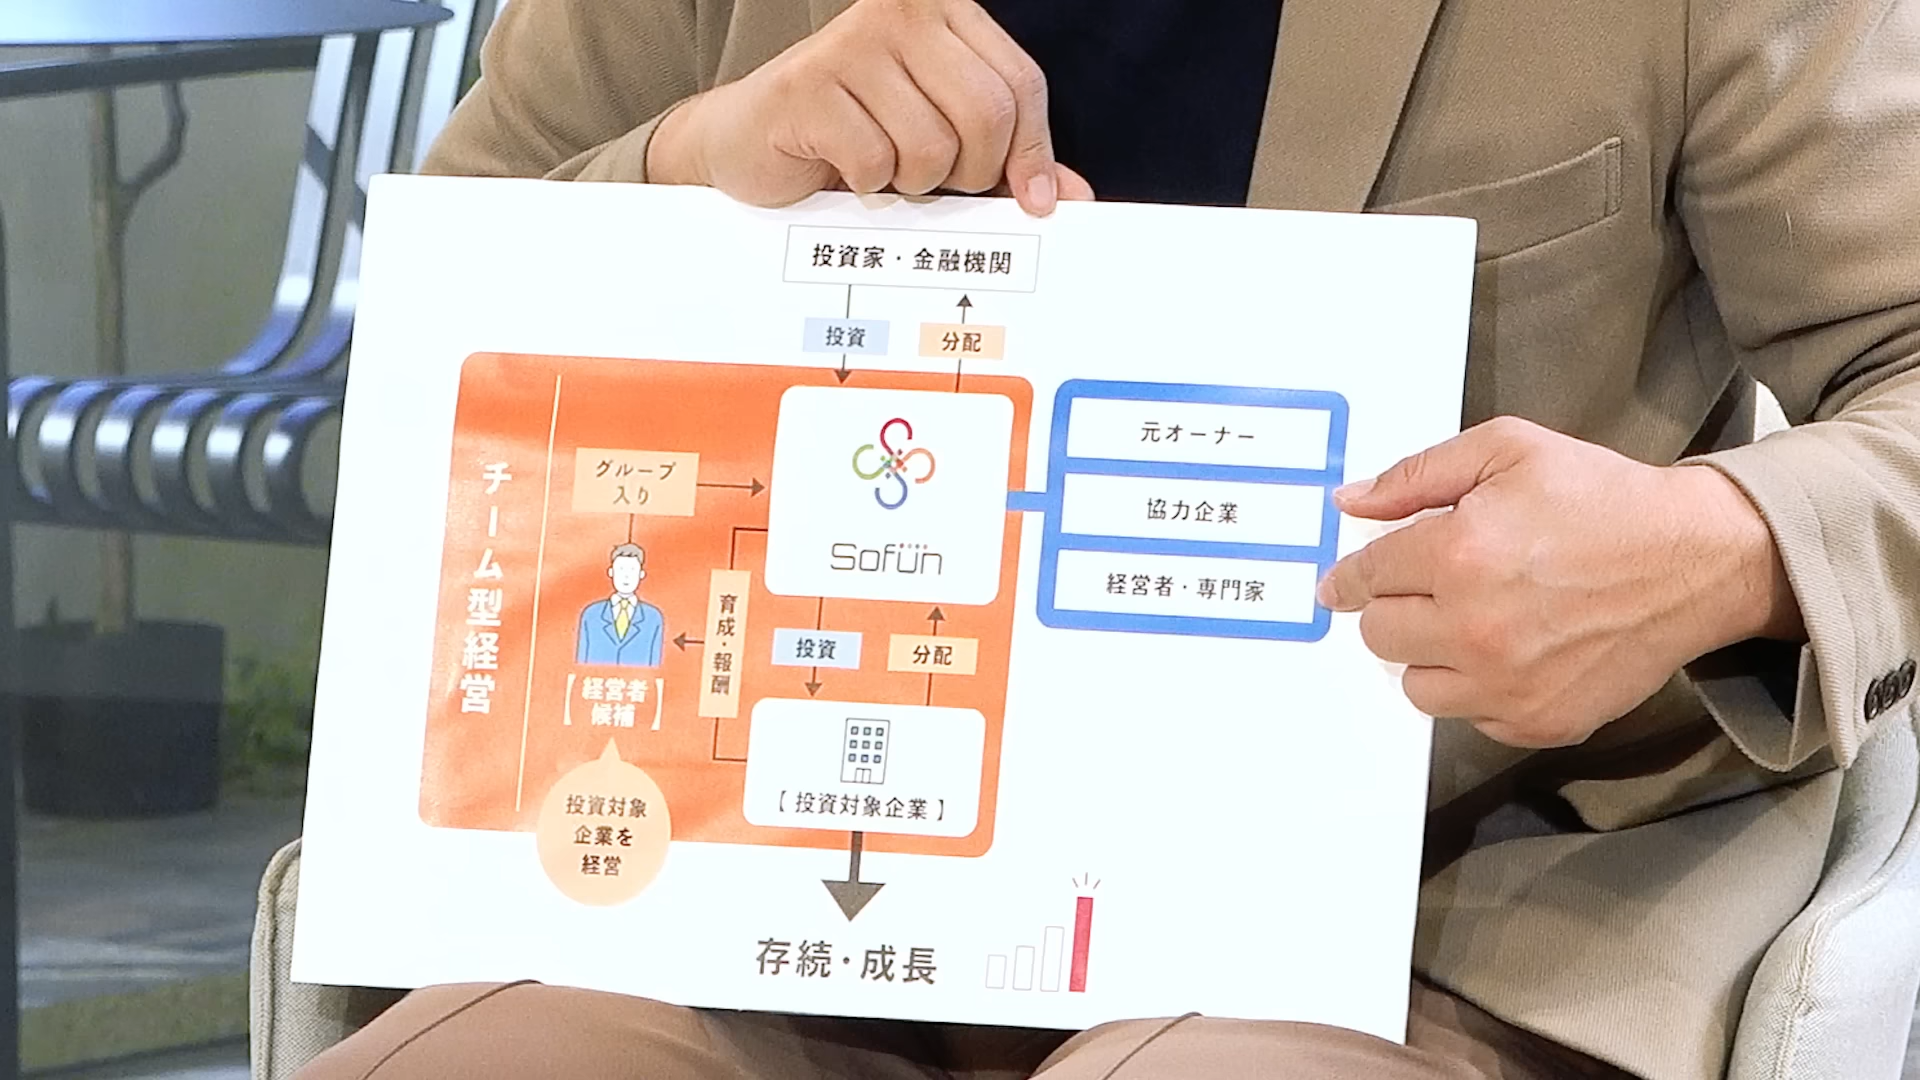 投資家・金融機関
投資
分配
チーム型経営
グループ
入り
Sofun
元オーナー
協力企業
経営者・専門家
育成・報酬
投資
分配
【経営者
候補】
【投資対象企業】
投資対象
企業を
経営
存続・成長